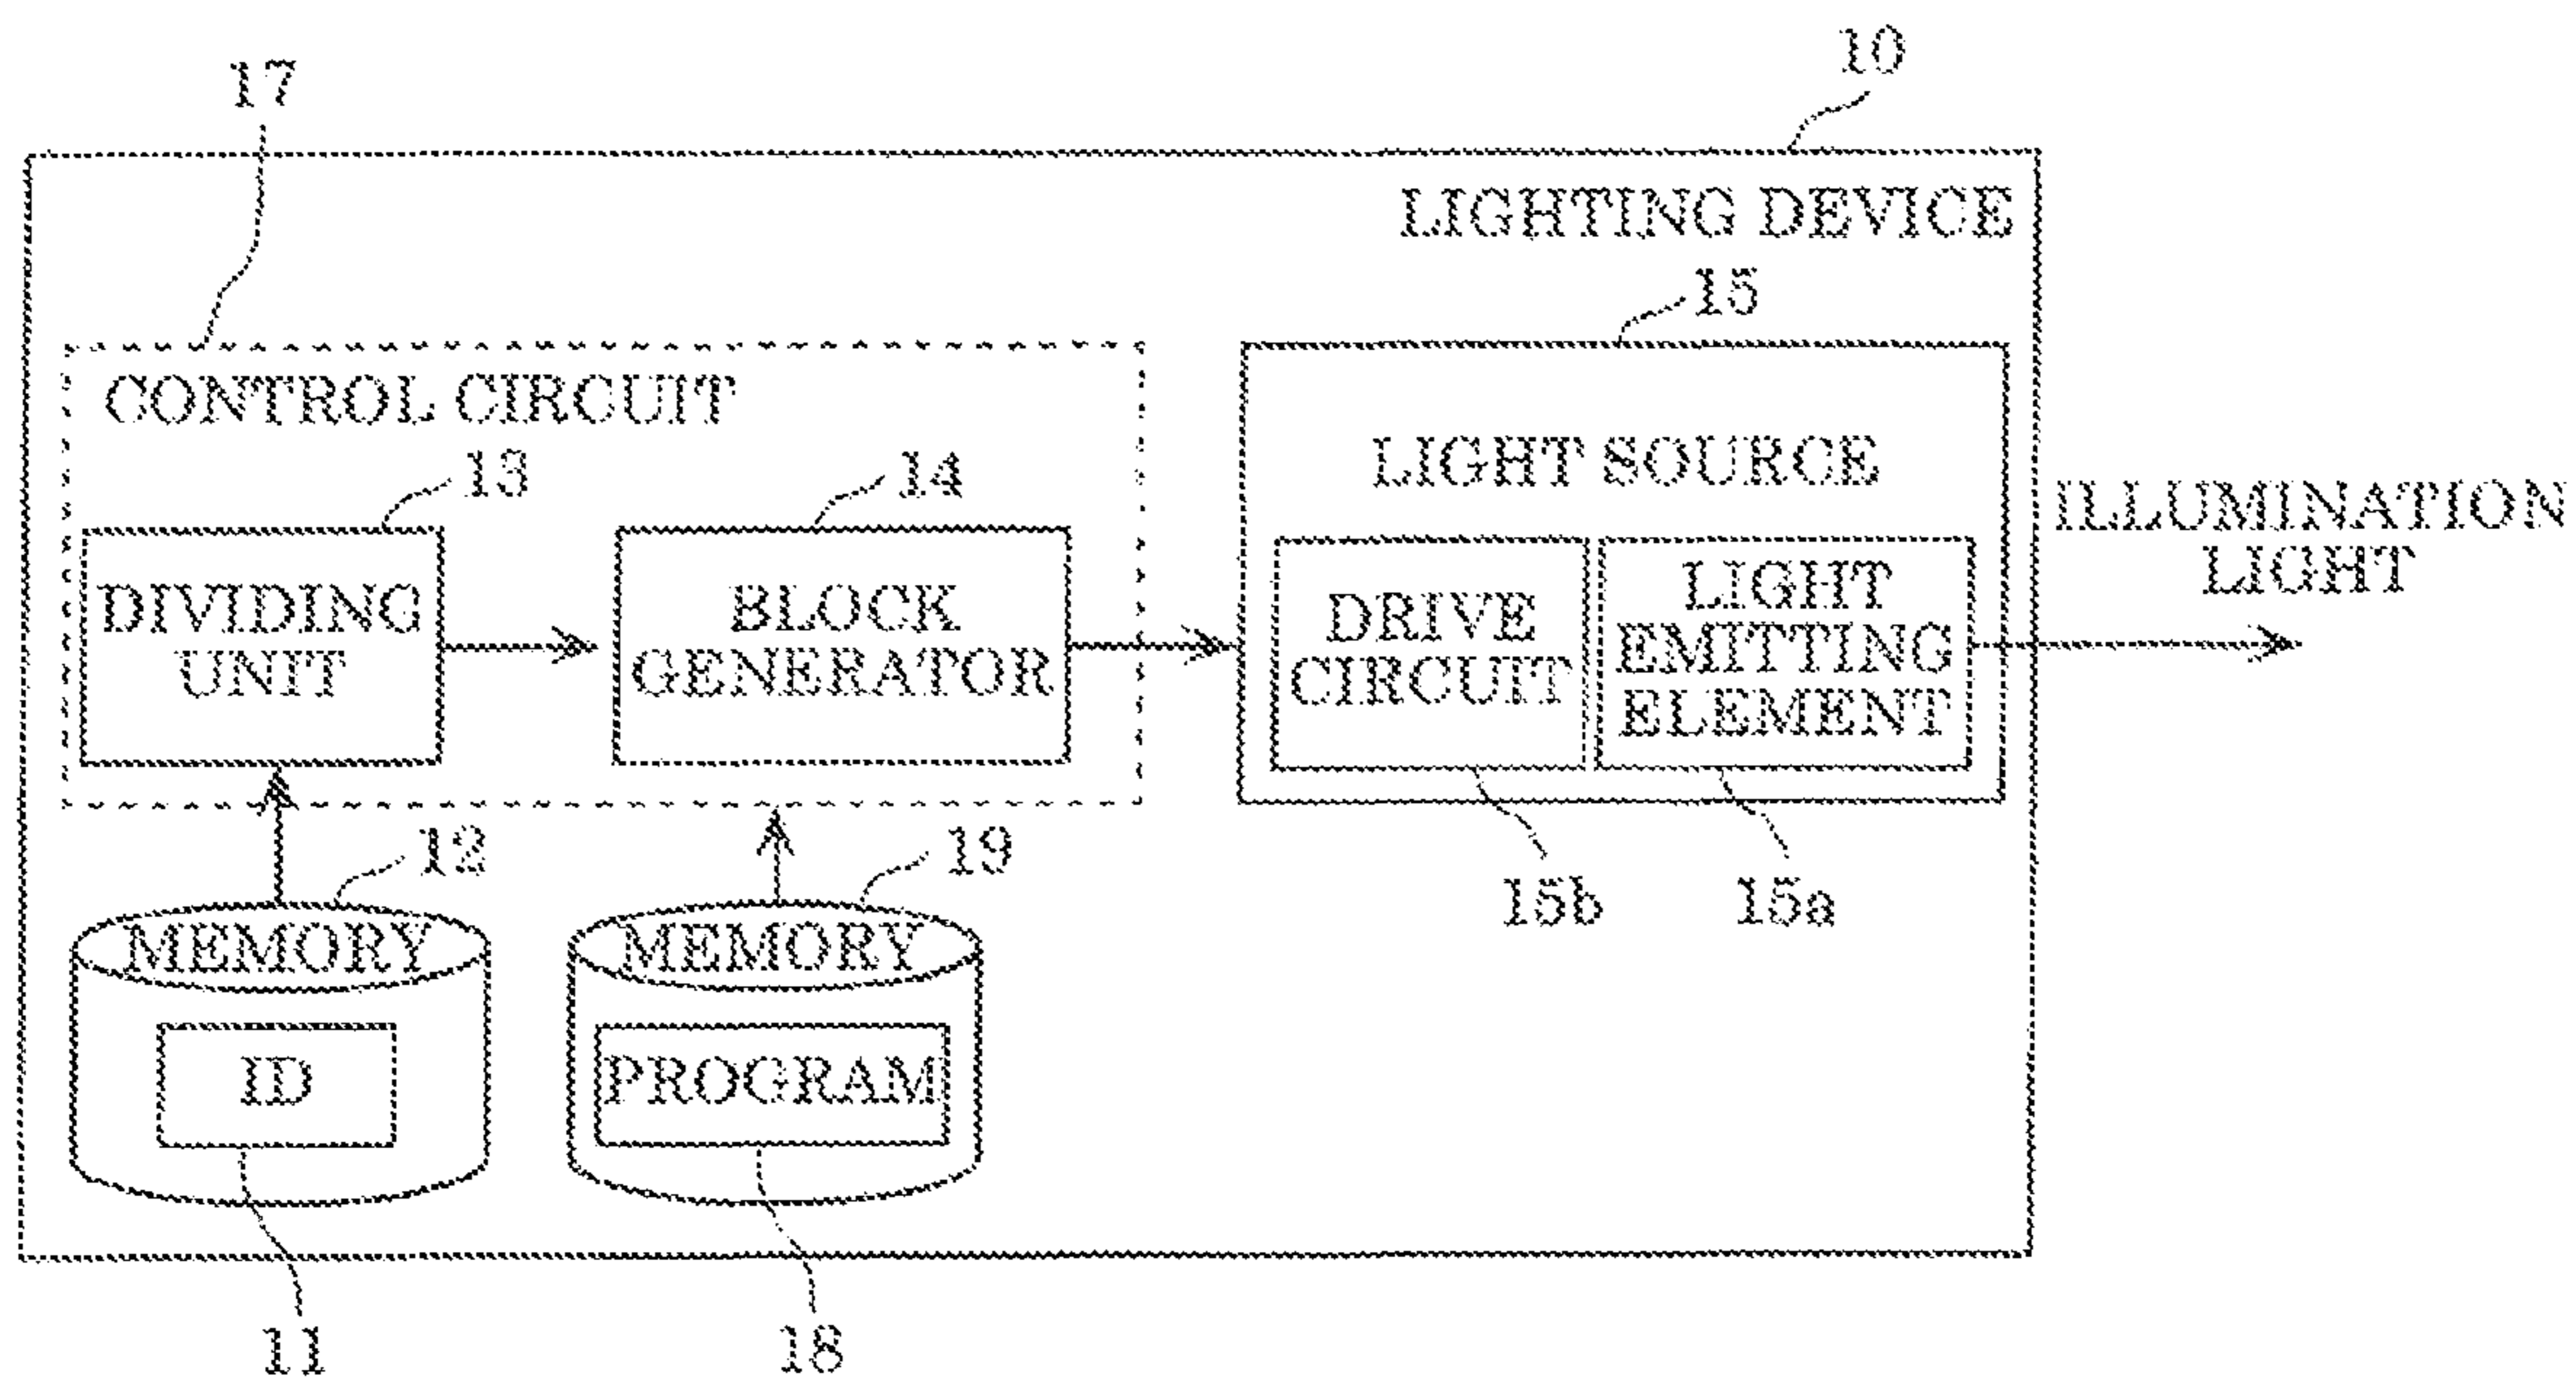 10
17
LIGHTING DEVICE
15
CONTROL CIRCUIT
13
14
LIGHT SOURCE
DIVIDING
UNIT
BLOCK
GENERATOR
DRIVE
CIRCUIT
LIGHT
EMITTING
ELEMENT
ILLUMINATION
LIGHT
12
19
15b
15a
MEMORY
MEMORY
ID
PROGRAM
11
18